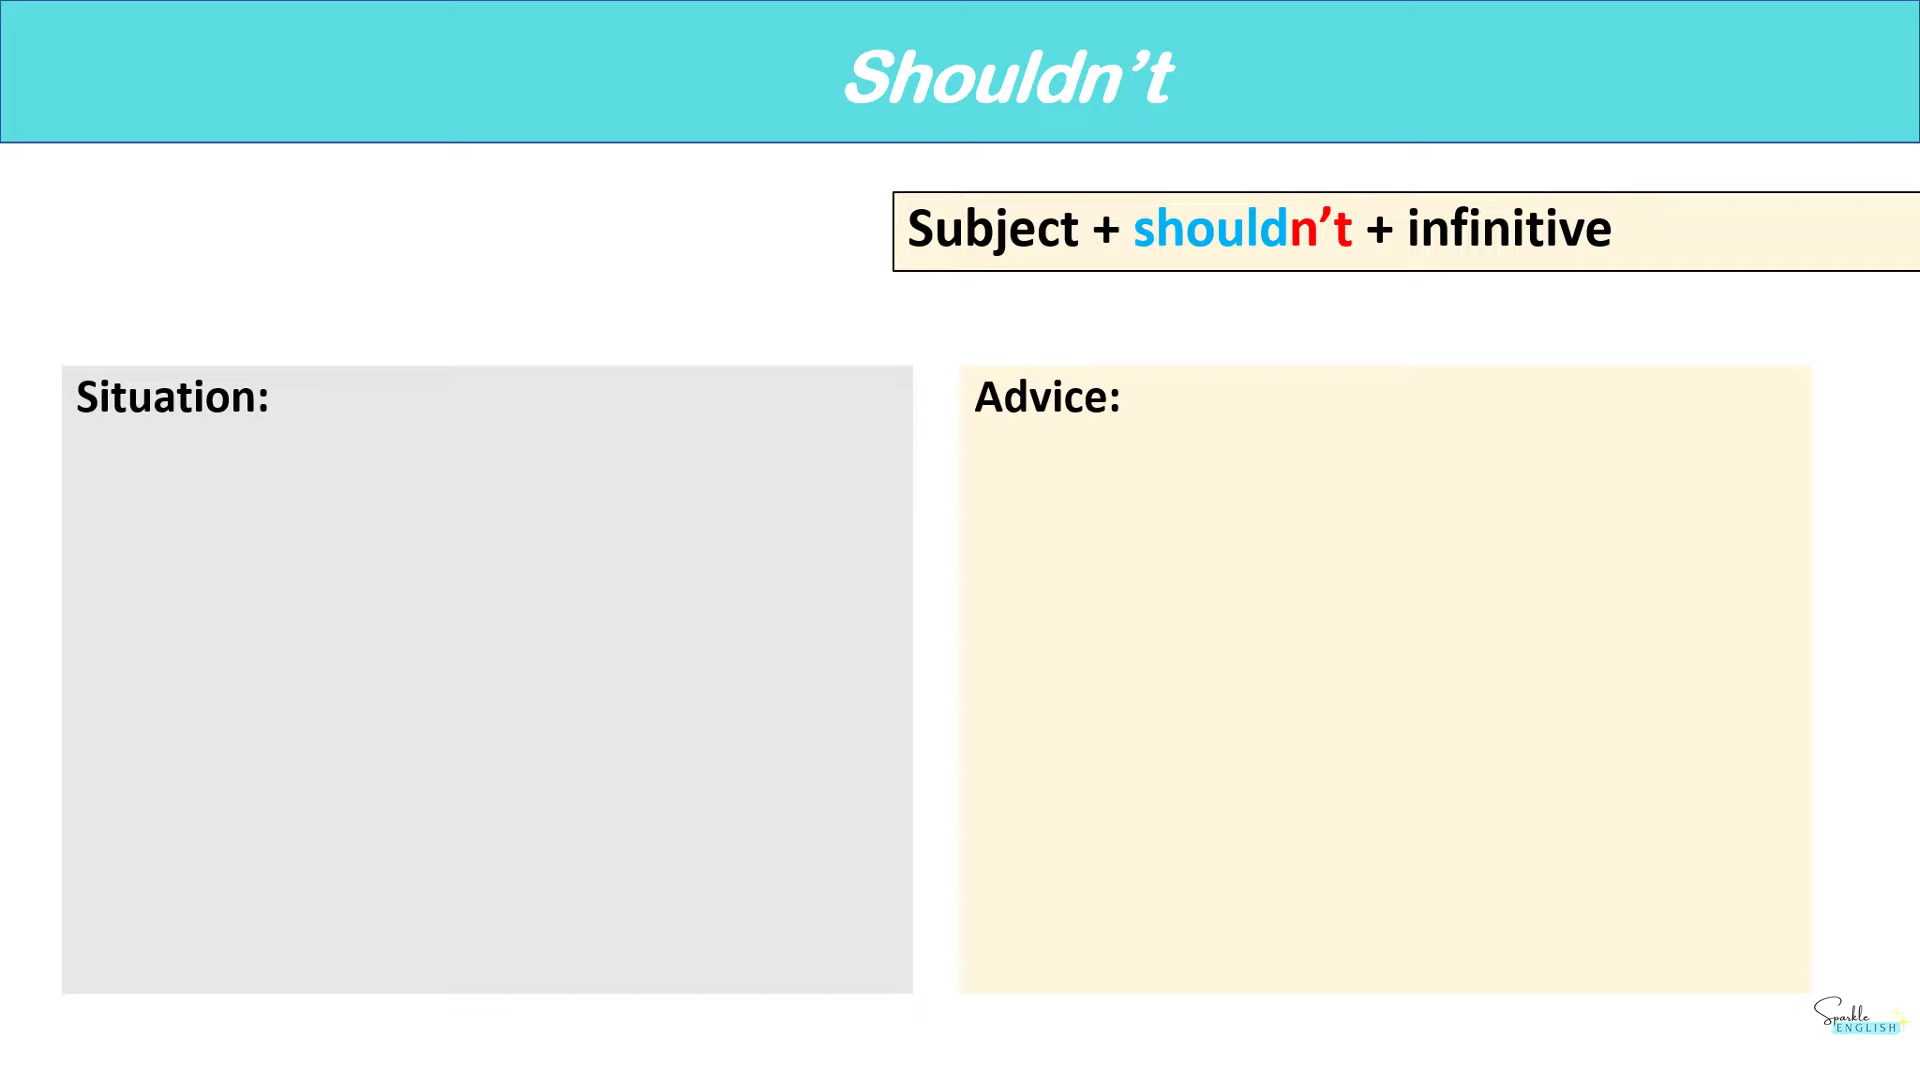 Shouldn’t
Subject + shouldn’t + infinitive
Situation:
Advice:
Sparkle
ENGLISH